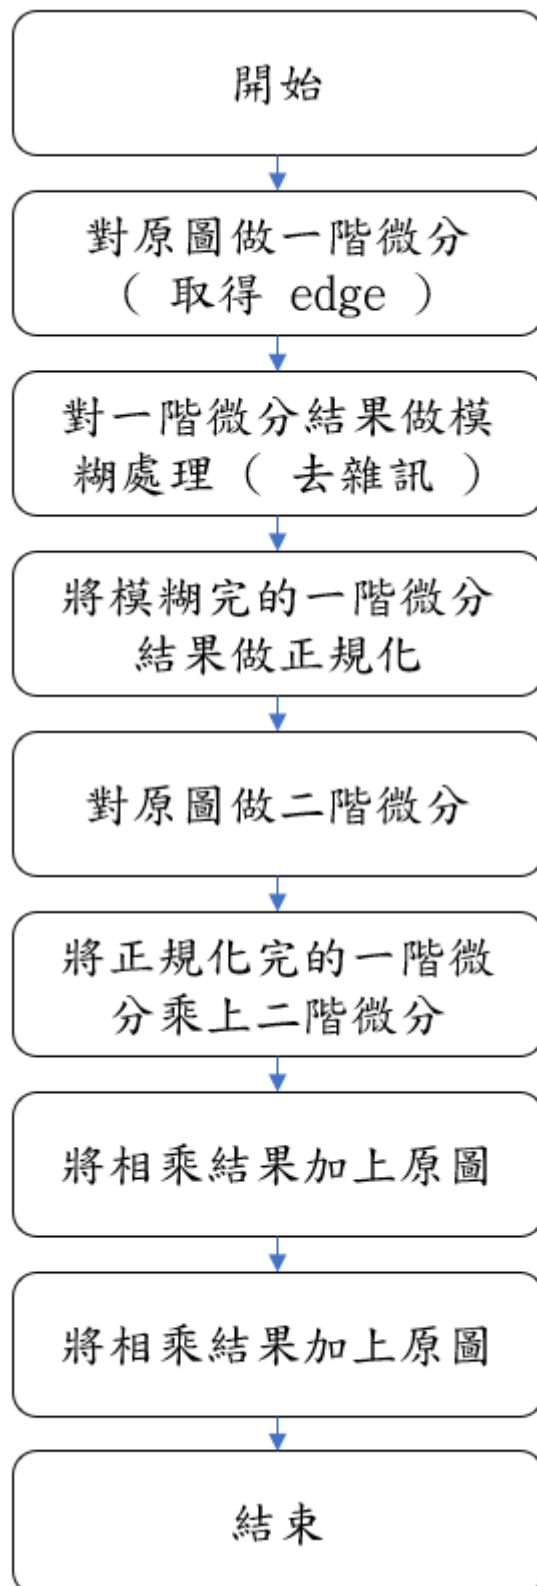 開始
對原圖做一階微分
( 取得 edge )
對一階微分結果做模
糊處理 ( 去雜訊 )
將模糊完的一階微分
結果做正規化
對原圖做二階微分
將正規化完的一階微
分乘上二階微分
將相乘結果加上原圖
將相乘結果加上原圖
結束